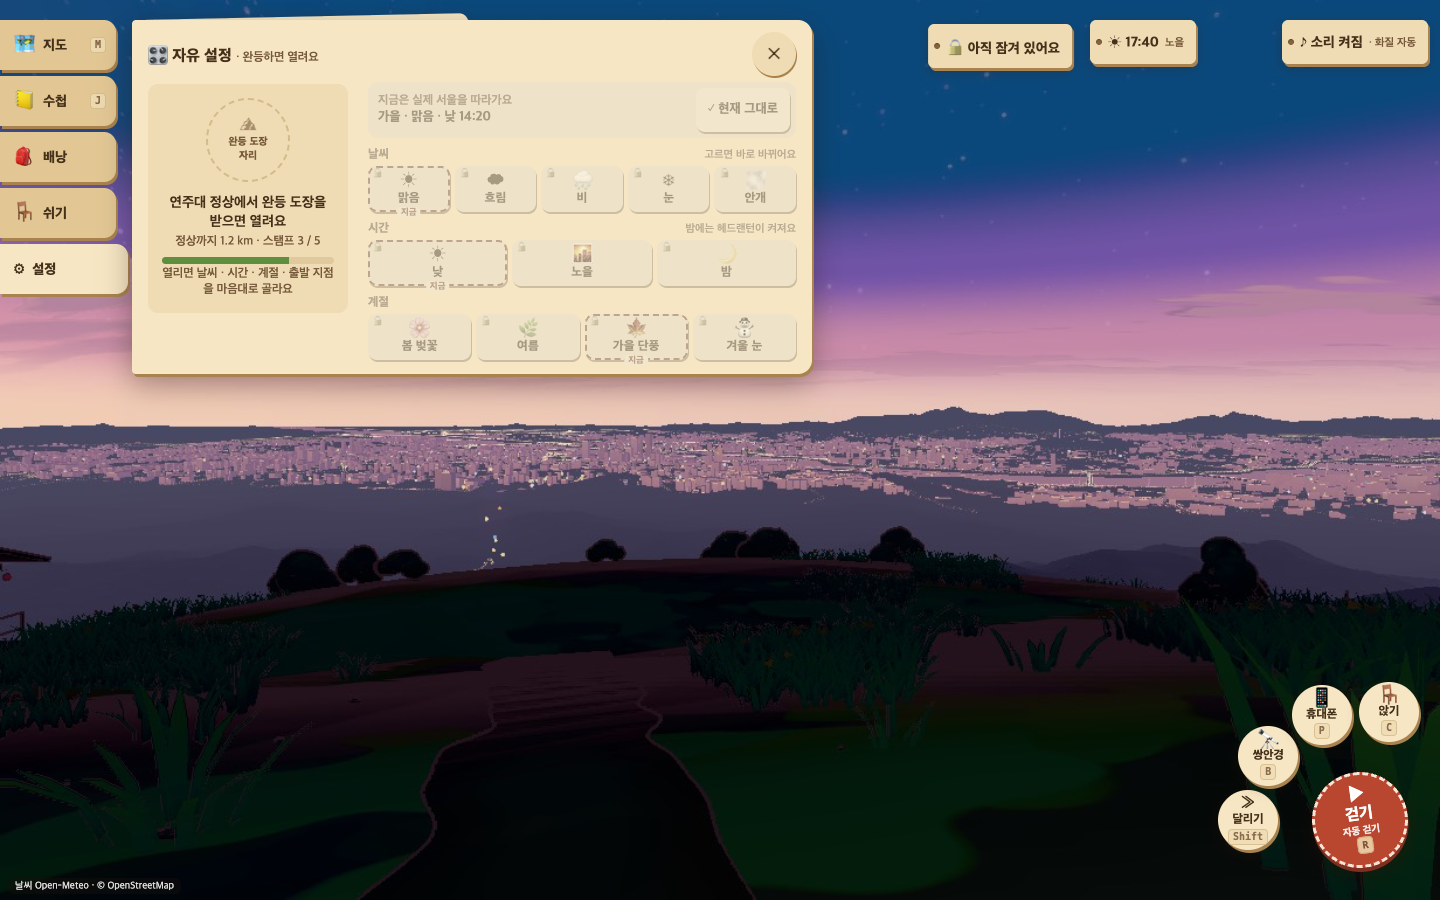 지도 M
수첩 J
배낭
쉬기
설정
자유 설정 · 완등하면 열려요
완등 도장
자리
연주대 정상에서 완등 도장을
받으면 열려요
정상까지 1.2 km · 스탬프 3 / 5
열리면 날씨 · 시간 · 계절 · 출발 지점
을 마음대로 골라요
지금은 실제 서울을 따라가요
가을 · 맑음 · 낮 14:20
✓ 현재 그대로
날씨 고르면 바로 바뀌어요
맑음 흐림 비 눈 안개
지금
시간 밤에는 헤드랜턴이 켜져요
낮 노을 밤
지금
계절
봄 벚꽃 여름 가을 단풍 겨울 눈
지금
아직 잠겨 있어요
17:40 노을
♪ 소리 켜짐 · 화질 자동
휴대폰
P
앉기
C
쌍안경
B
달리기
Shift
걷기
자동 걷기
R
날씨 Open-Meteo · © OpenStreetMap